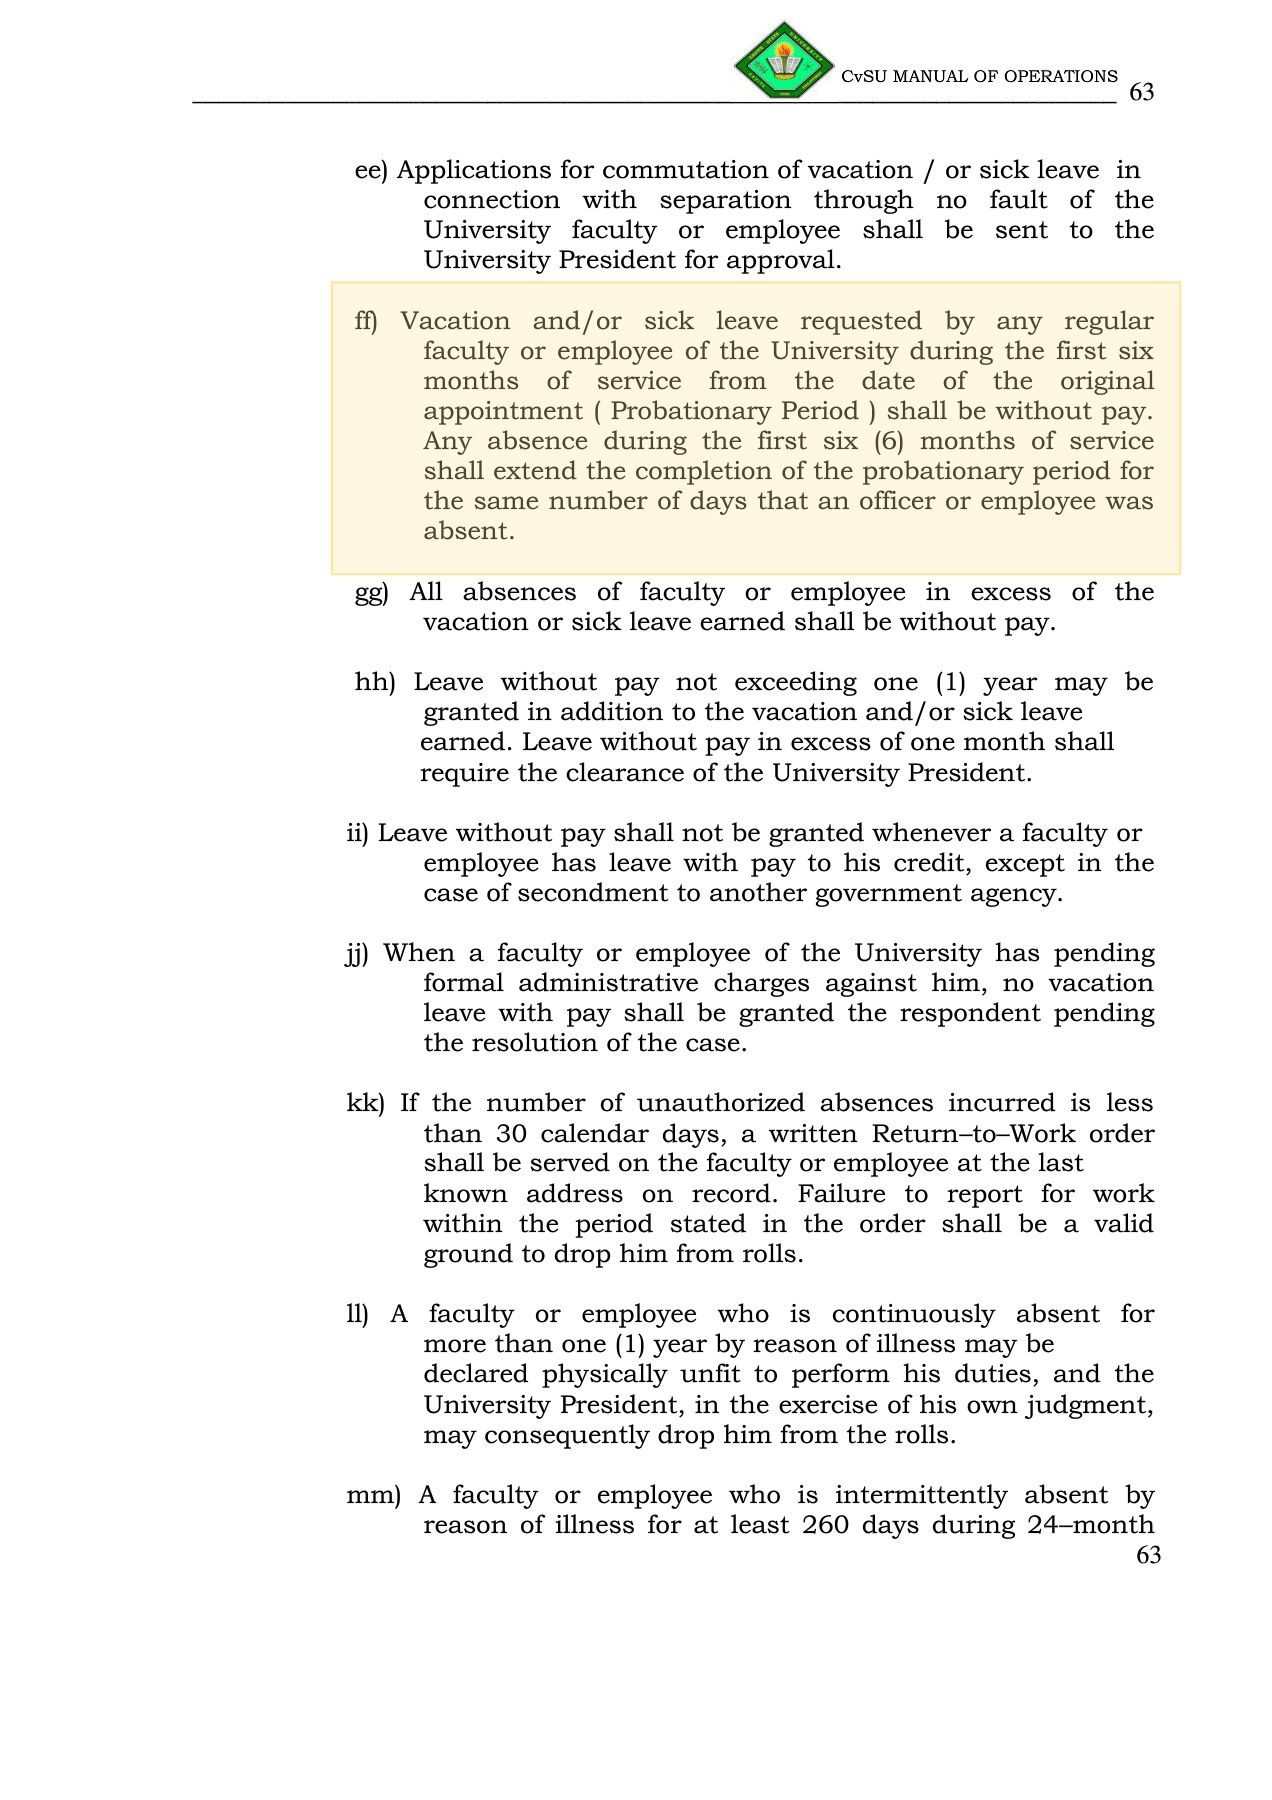 CvSU MANUAL OF OPERATIONS
63
ee) Applications for commutation of vacation / or sick leave in
connection with separation through no fault of the
University faculty or employee shall be sent to the
University President for approval.
ff) Vacation and/or sick leave requested by any regular
faculty or employee of the University during the first six
months of service from the date of the original
appointment ( Probationary Period ) shall be without pay.
Any absence during the first six (6) months of service
shall extend the completion of the probationary period for
the same number of days that an officer or employee was
absent.
gg) All absences of faculty or employee in excess of the
vacation or sick leave earned shall be without pay.
hh) Leave without pay not exceeding one (1) year may be
granted in addition to the vacation and/or sick leave
earned. Leave without pay in excess of one month shall
require the clearance of the University President.
ii) Leave without pay shall not be granted whenever a faculty or
employee has leave with pay to his credit, except in the
case of secondment to another government agency.
jj) When a faculty or employee of the University has pending
formal administrative charges against him, no vacation
leave with pay shall be granted the respondent pending
the resolution of the case.
kk) If the number of unauthorized absences incurred is less
than 30 calendar days, a written Return–to–Work order
shall be served on the faculty or employee at the last
known address on record. Failure to report for work
within the period stated in the order shall be a valid
ground to drop him from rolls.
ll) A faculty or employee who is continuously absent for
more than one (1) year by reason of illness may be
declared physically unfit to perform his duties, and the
University President, in the exercise of his own judgment,
may consequently drop him from the rolls.
mm) A faculty or employee who is intermittently absent by
reason of illness for at least 260 days during 24–month
63